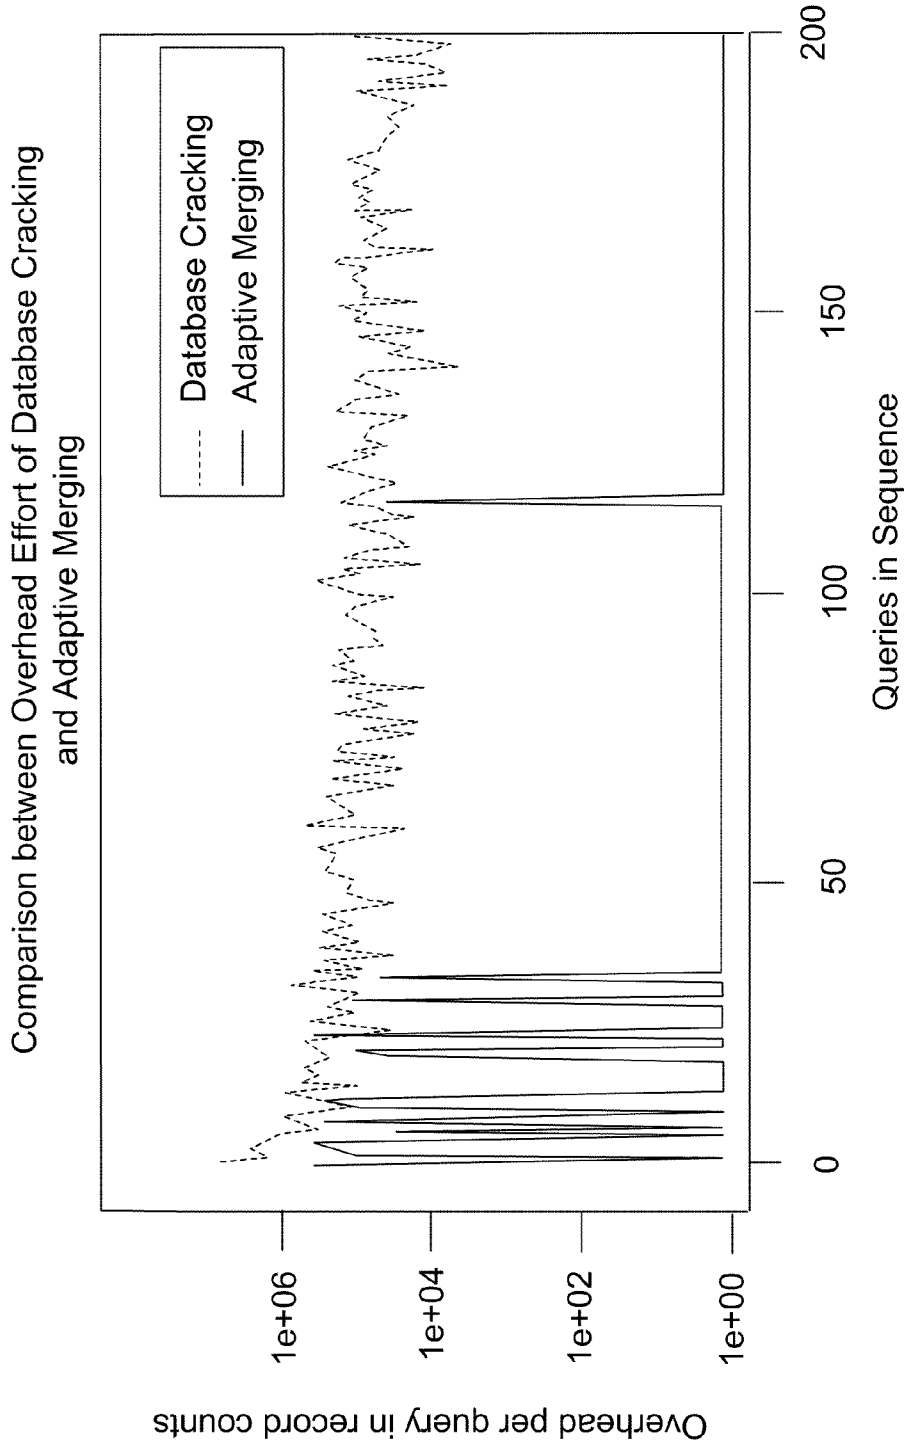 Comparison between Overhead Effort of Database Cracking
and Adaptive Merging
Database Cracking
Adaptive Merging
Overhead per query in record counts
1e+06
1e+04
1e+02
1e+00
0
50
100
150
200
Queries in Sequence